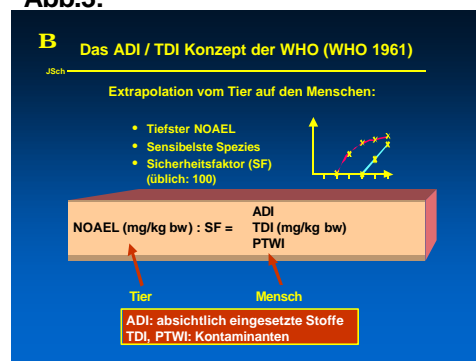 Abb.3:
B
Das ADI / TDI Konzept der WHO (WHO 1961)
JSch
Extrapolation vom Tier auf den Menschen:
• Tiefster NOAEL
• Sensibelste Spezies
• Sicherheitsfaktor (SF)
(üblich: 100)
ADI
NOAEL (mg/kg bw) : SF = TDI (mg/kg bw)
PTWI
Tier Mensch
ADI: absichtlich eingesetzte Stoffe
TDI, PTWI: Kontaminanten